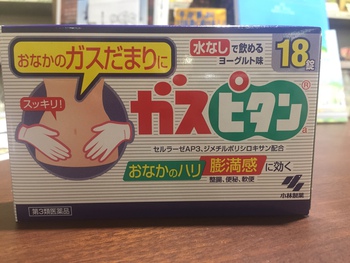 おなかのガスだまりに
水なしで飲める
ヨーグルト味
18錠
スッキリ!
ガスピタン®a
セルラーゼAP3、ジメチルポリシロキサン配合
おなかのハリ 膨満感に効く
整腸、便秘、軟便
第3類医薬品
小林製薬